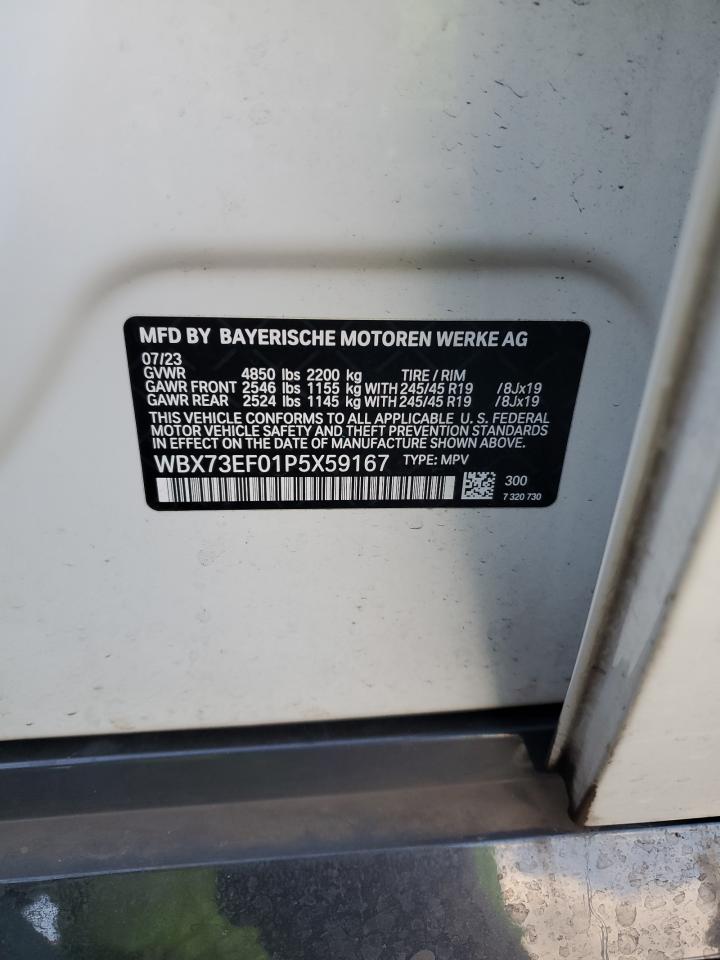 MFD BY BAYERISCHE MOTOREN WERKE AG
07/23
GVWR 4850 lbs 2200 kg TIRE / RIM
GAWR FRONT 2546 lbs 1155 kg WITH 245/45 R19 /8Jx19
GAWR REAR 2524 lbs 1145 kg WITH 245/45 R19 /8Jx19
THIS VEHICLE CONFORMS TO ALL APPLICABLE U. S. FEDERAL
MOTOR VEHICLE SAFETY AND THEFT PREVENTION STANDARDS
IN EFFECT ON THE DATE OF MANUFACTURE SHOWN ABOVE.
WBX73EF01P5X59167 TYPE: MPV
300
7 320 730